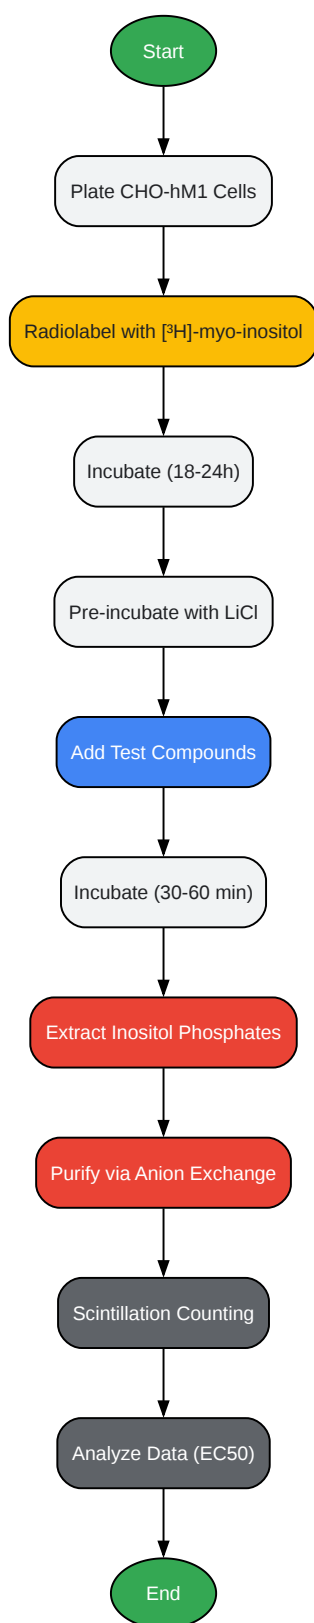 Start
Plate CHO-hM1 Cells
Radiolabel with [³H]-myo-inositol
Incubate (18-24h)
Pre-incubate with LiCl
Add Test Compounds
Incubate (30-60 min)
Extract Inositol Phosphates
Purify via Anion Exchange
Scintillation Counting
Analyze Data (EC50)
End